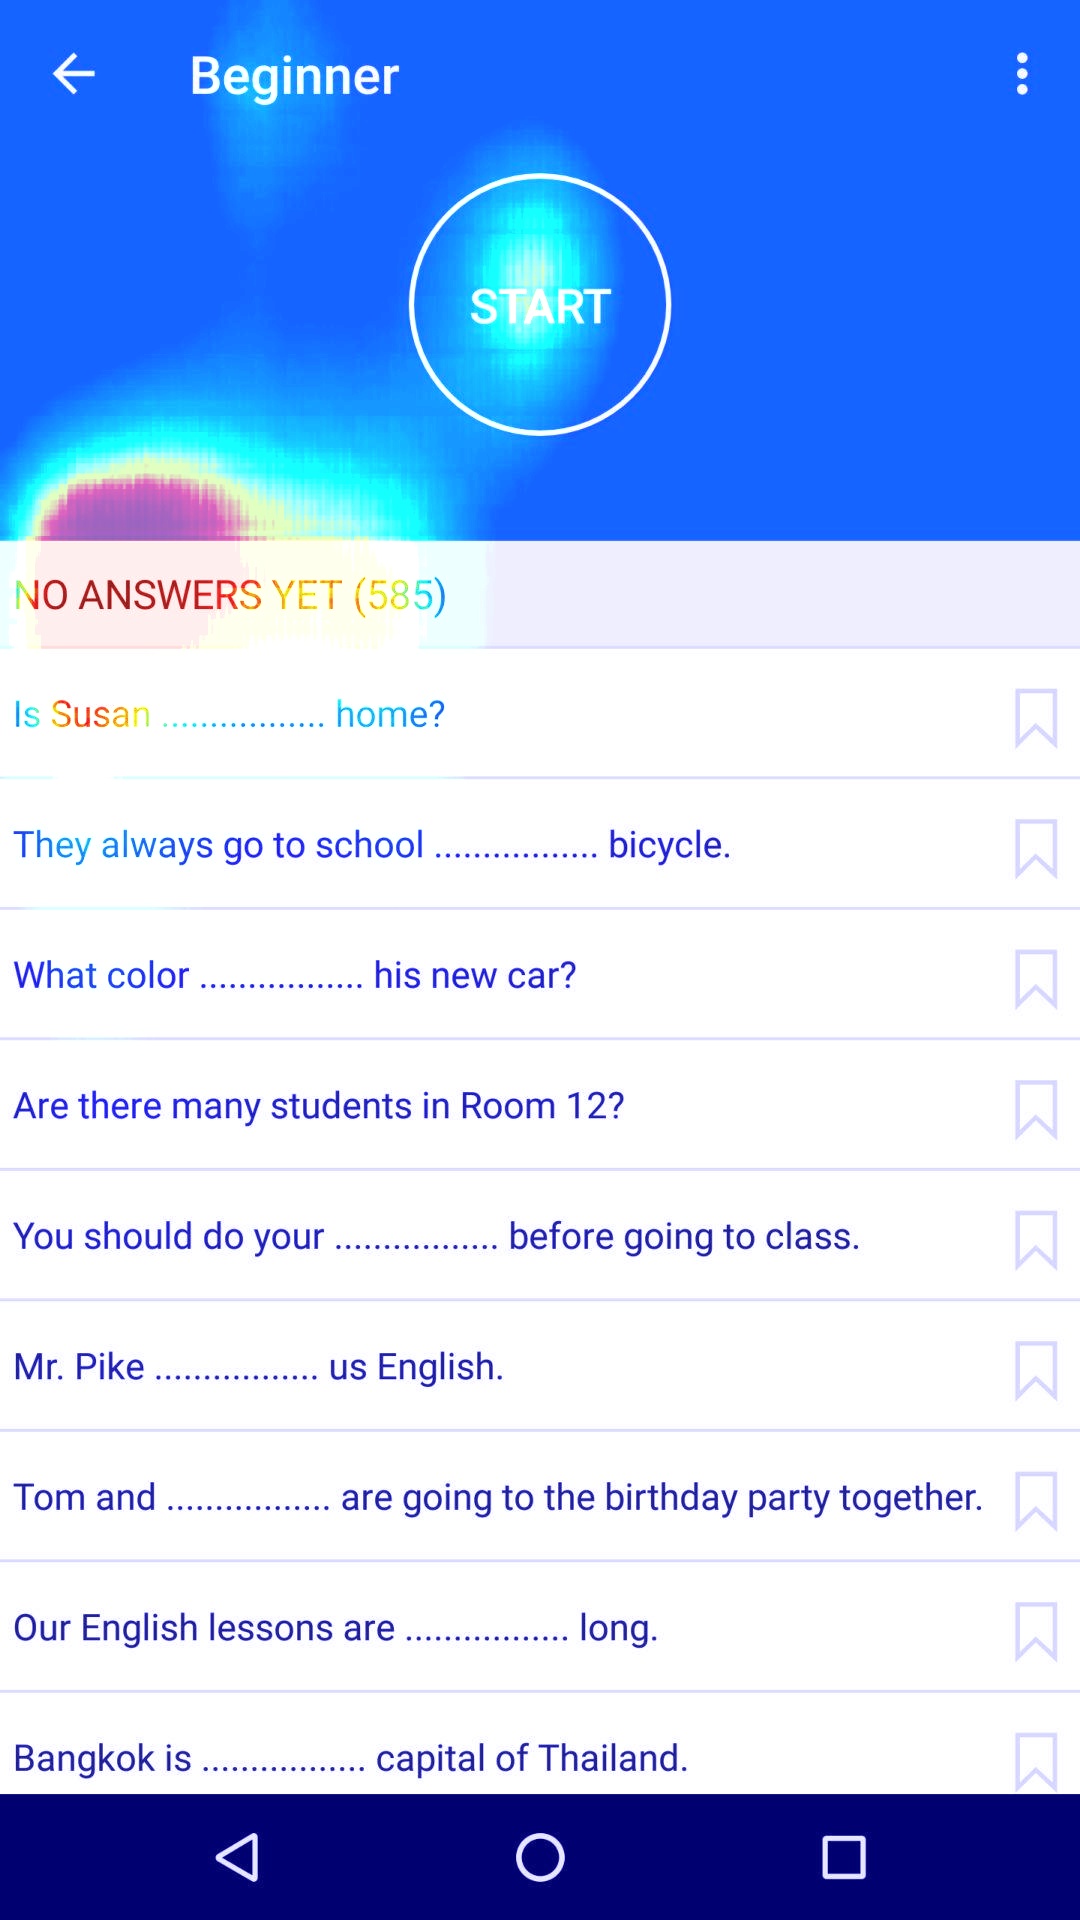 Beginner
START
NO ANSWERS YET (585)
Is Susan ................. home?
They always go to school ................. bicycle.
What color ................. his new car?
Are there many students in Room 12?
You should do your ................. before going to class.
Mr. Pike ................. us English.
Tom and ................. are going to the birthday party together.
Our English lessons are ................. long.
Bangkok is ................. capital of Thailand.